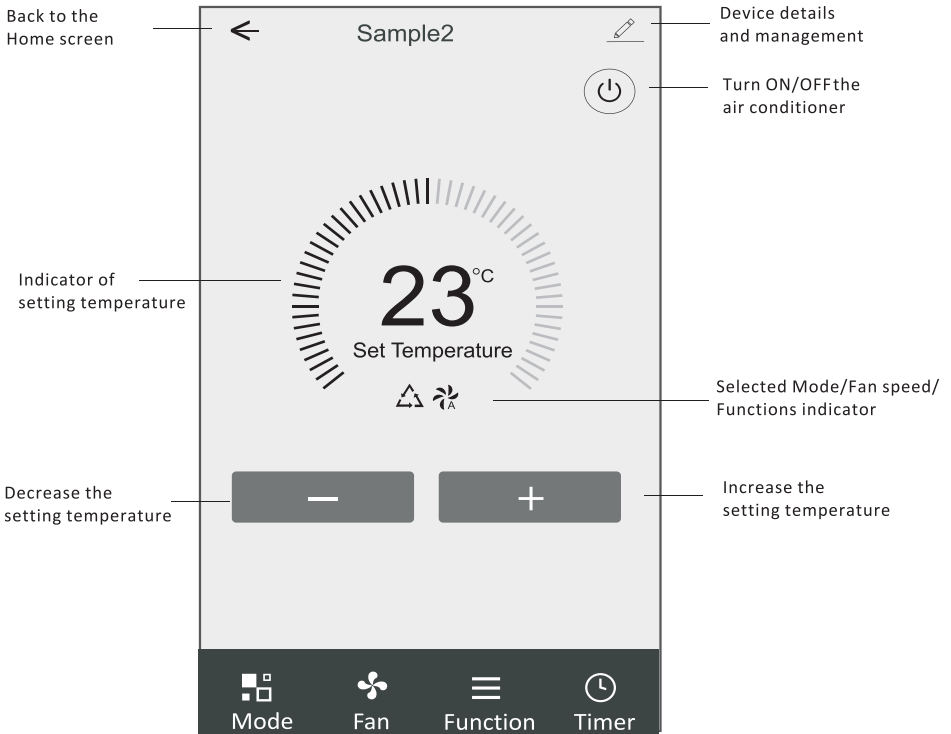 Back to the
Home screen
Sample2
Device details
and management
Turn ON/OFF the
air conditioner
Indicator of
setting temperature
23°C
Set Temperature
A
Selected Mode/Fan speed/
Functions indicator
Decrease the
setting temperature
Increase the
setting temperature
Mode Fan Function Timer